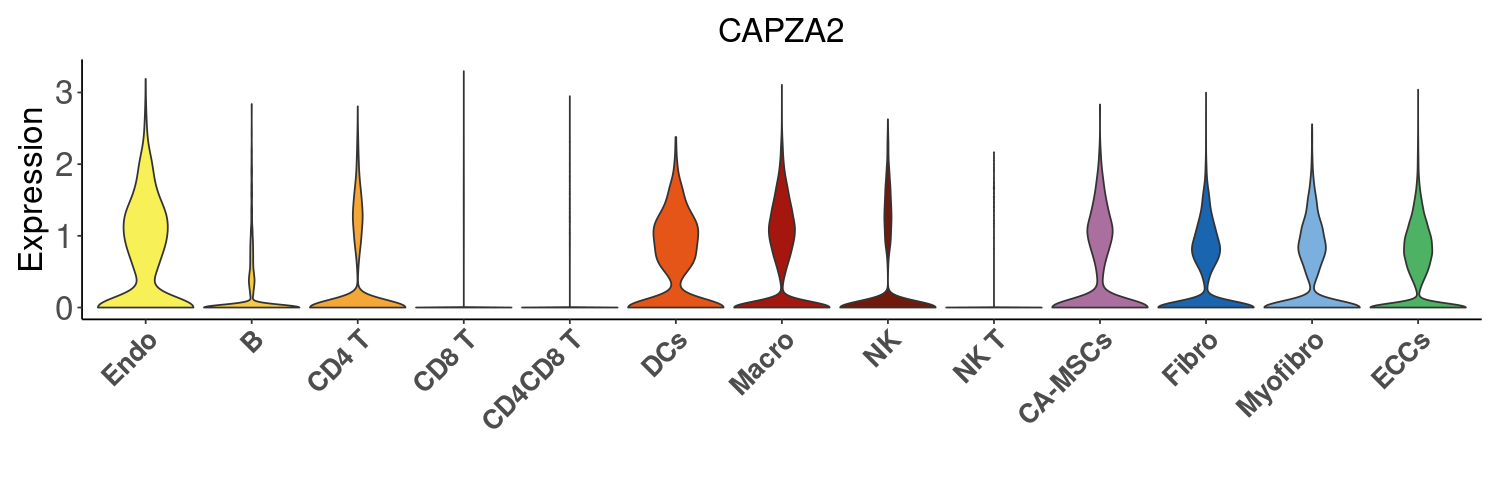 CAPZA2
Expression
3
2
1
0
Endo
B
CD4 T
CD8 T
CD4CD8 T
DCs
Macro
NK
NK T
CA-MSCs
Fibro
Myofibro
ECCs